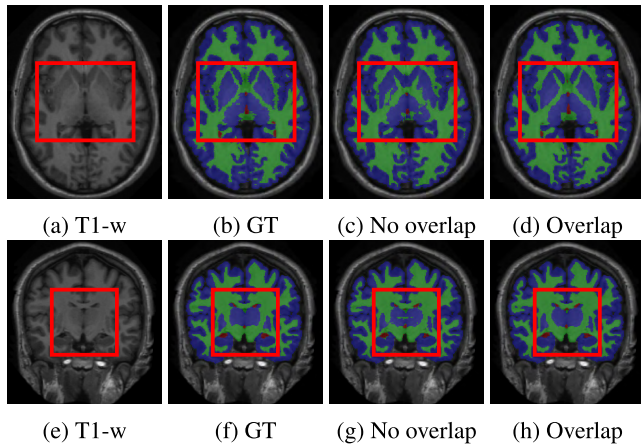 (a) T1-w (b) GT (c) No overlap (d) Overlap
(e) T1-w (f) GT (g) No overlap (h) Overlap